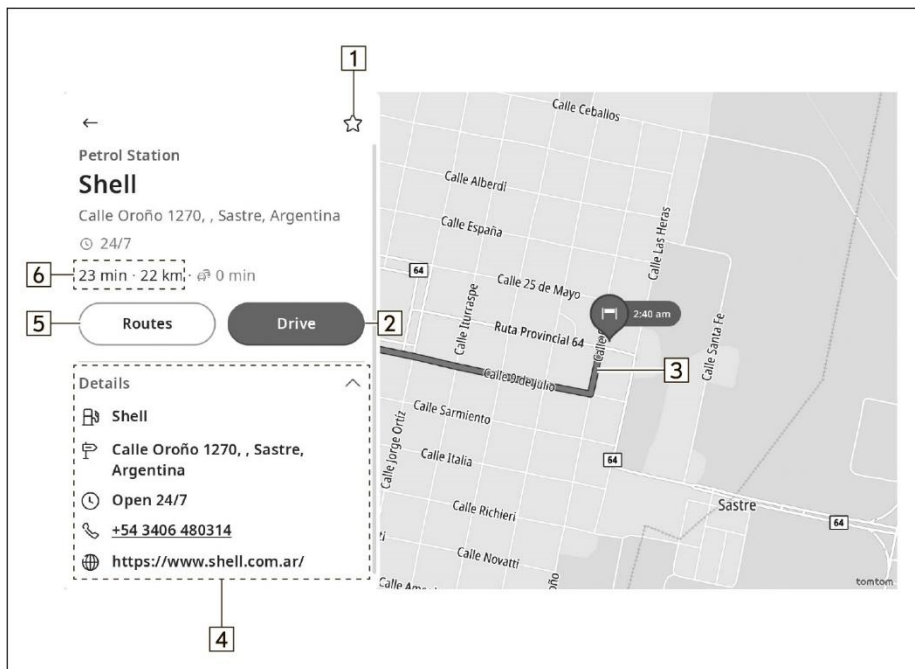 1
Petrol Station
Shell
Calle Oroño 1270, , Sastre, Argentina
24/7
6
23 min · 22 km · 0 min
5
Routes
Drive
2
Details
Shell
Calle Oroño 1270, , Sastre,
Argentina
Open 24/7
+54 3406 480314
https://www.shell.com.ar/
4
Calle Ceballos
Calle Alberdi
Calle España
Calle Las Heras
64
Calle 25 de Mayo
2:40 am
Calle Iturraspe
Ruta Provincial 64
Calle
Calle Santa Fe
3
Calle 9 de Julio
Calle Sarmiento
Calle Jorge Ortíz
Calle Italia
64
Calle Richieri
Sastre
64
Calle Novatti
Calle
tomtom